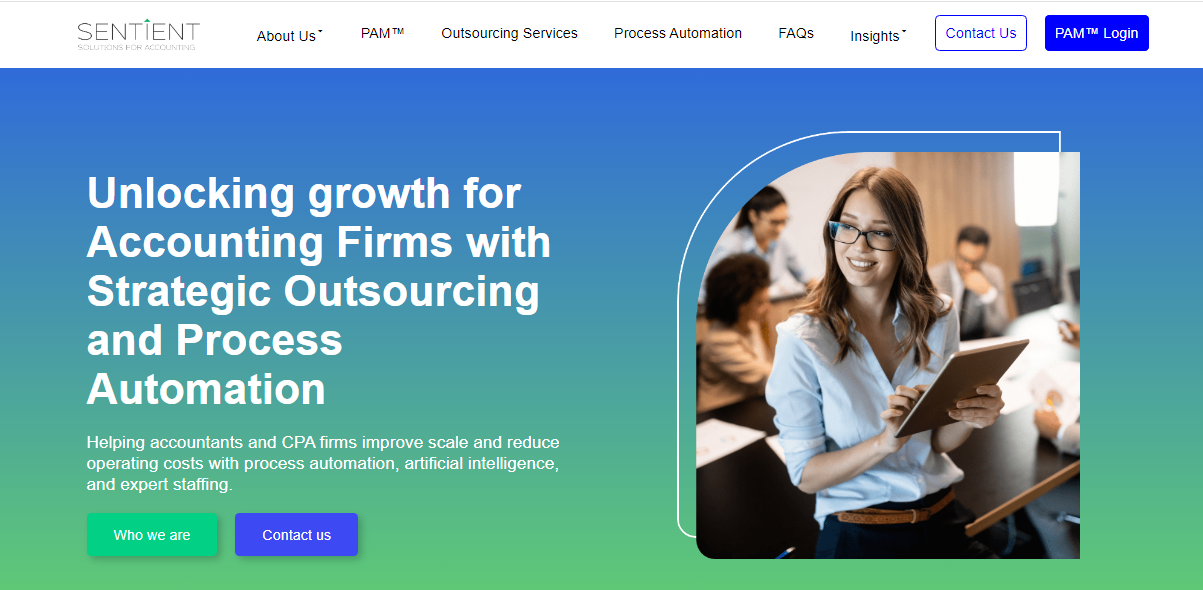 SENTIENT
SOLUTIONS FOR ACCOUNTING
About Us
PAM™
Outsourcing Services
Process Automation
FAQs
Insights
Contact Us
PAM™ Login
Unlocking growth for
Accounting Firms with
Strategic Outsourcing
and Process
Automation
Helping accountants and CPA firms improve scale and reduce
operating costs with process automation, artificial intelligence,
and expert staffing.
Who we are
Contact us